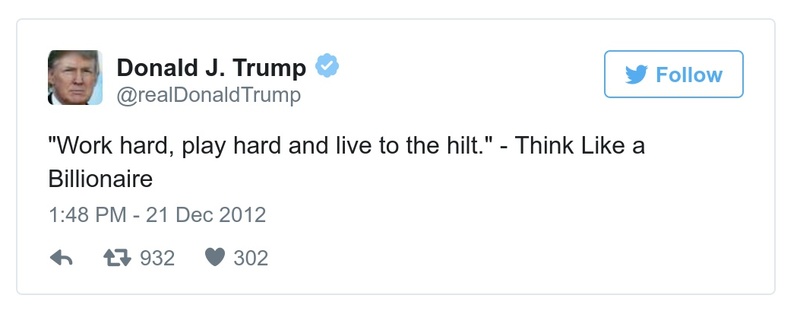 Donald J. Trump
@realDonaldTrump
Follow
"Work hard, play hard and live to the hilt." - Think Like a
Billionaire
1:48 PM - 21 Dec 2012
932 302